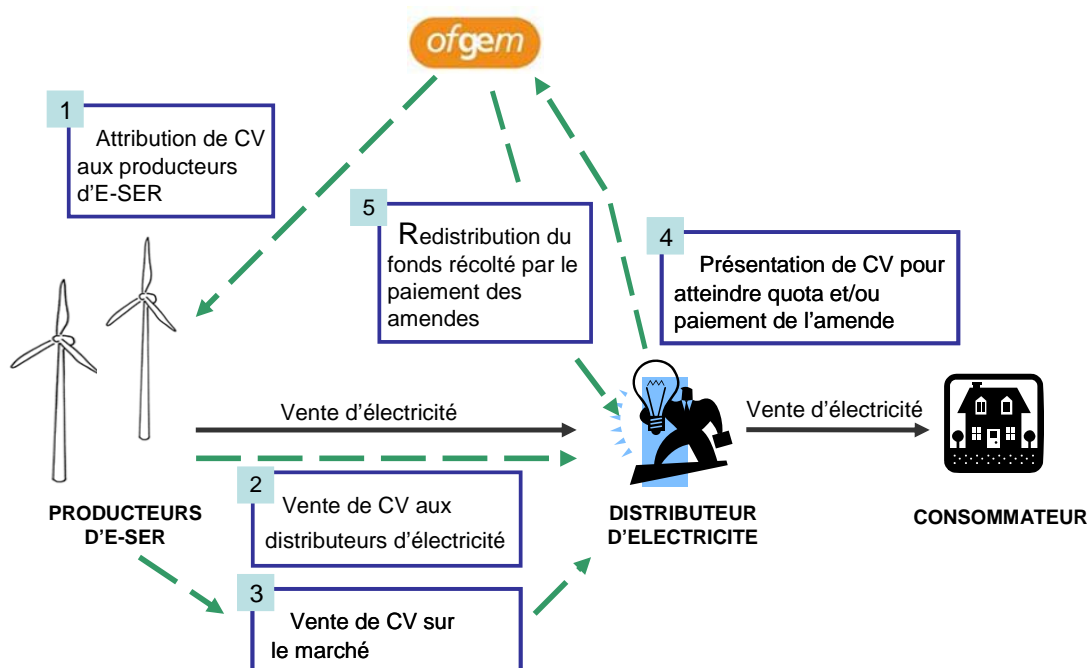 ofgem
1
Attribution de CV
aux producteurs
d'E-SER
5
Redistribution du
fonds récolté par le
paiement des
amendes
4
Présentation de CV pour
atteindre quota et/ou
paiement de l'amende
Vente d'électricité
Vente d'électricité
2
Vente de CV aux
distributeurs d'électricité
PRODUCTEURS
D'E-SER
DISTRIBUTEUR
D'ELECTRICITE
CONSOMMATEUR
3
Vente de CV sur
le marché